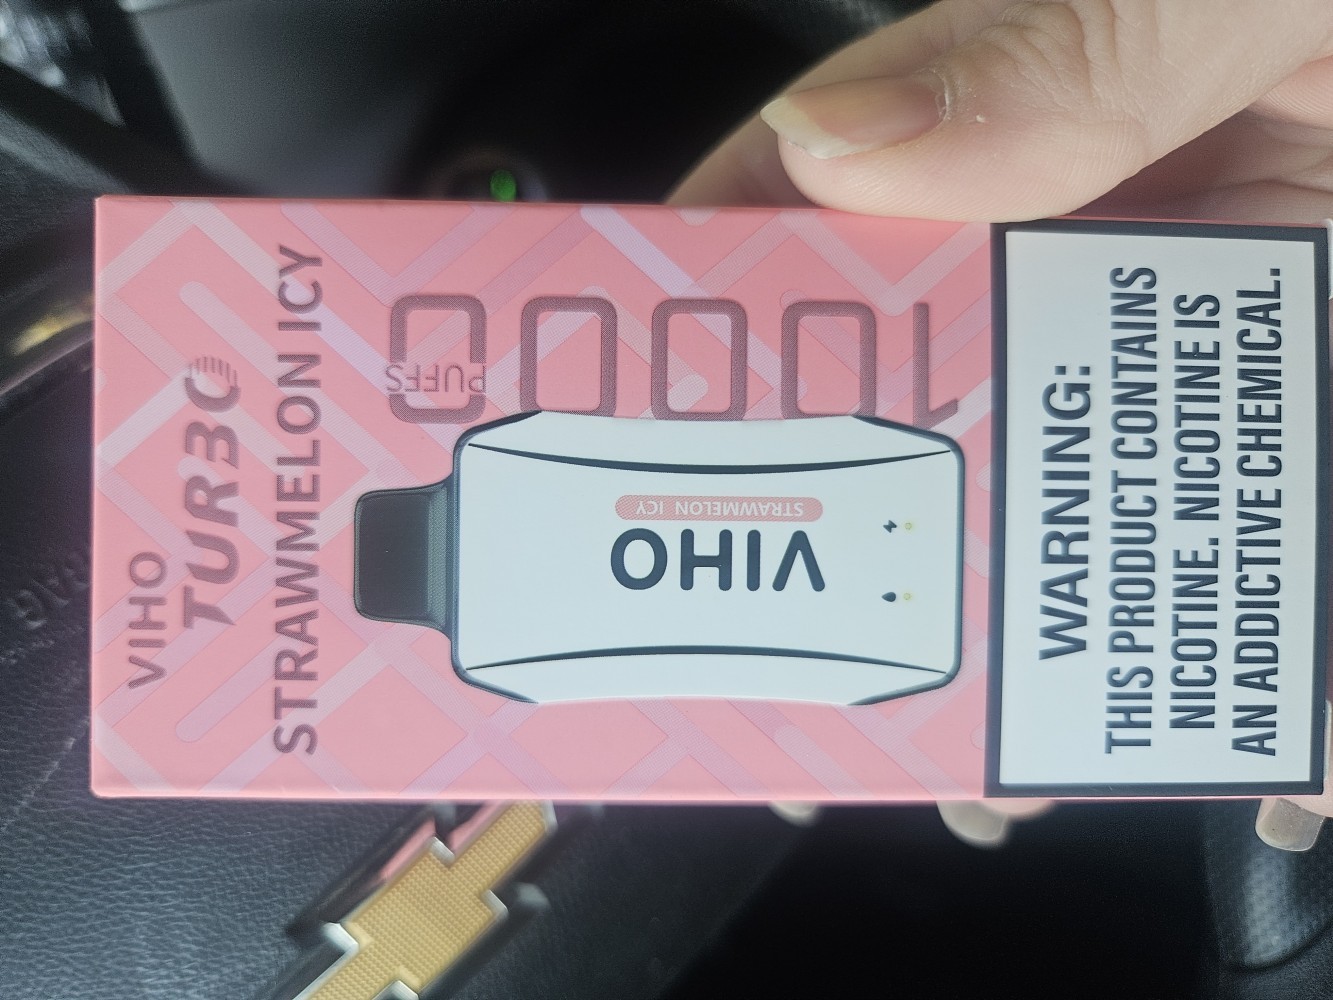 VIHO
TURBO
STRAWMELON ICY
10000
PUFFS
VIHO
STRAWMELON ICY
WARNING:
THIS PRODUCT CONTAINS
NICOTINE. NICOTINE IS
AN ADDICTIVE CHEMICAL.